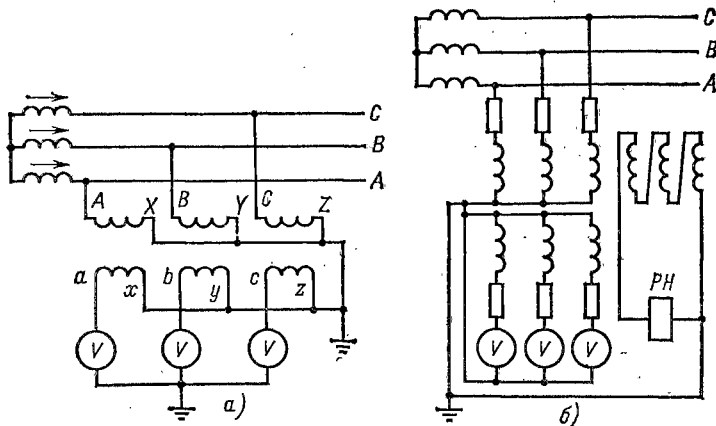 C
B
A
A X B Y C Z
a x b y c z
V V V
а)
C
B
A
PH
V V V
б)